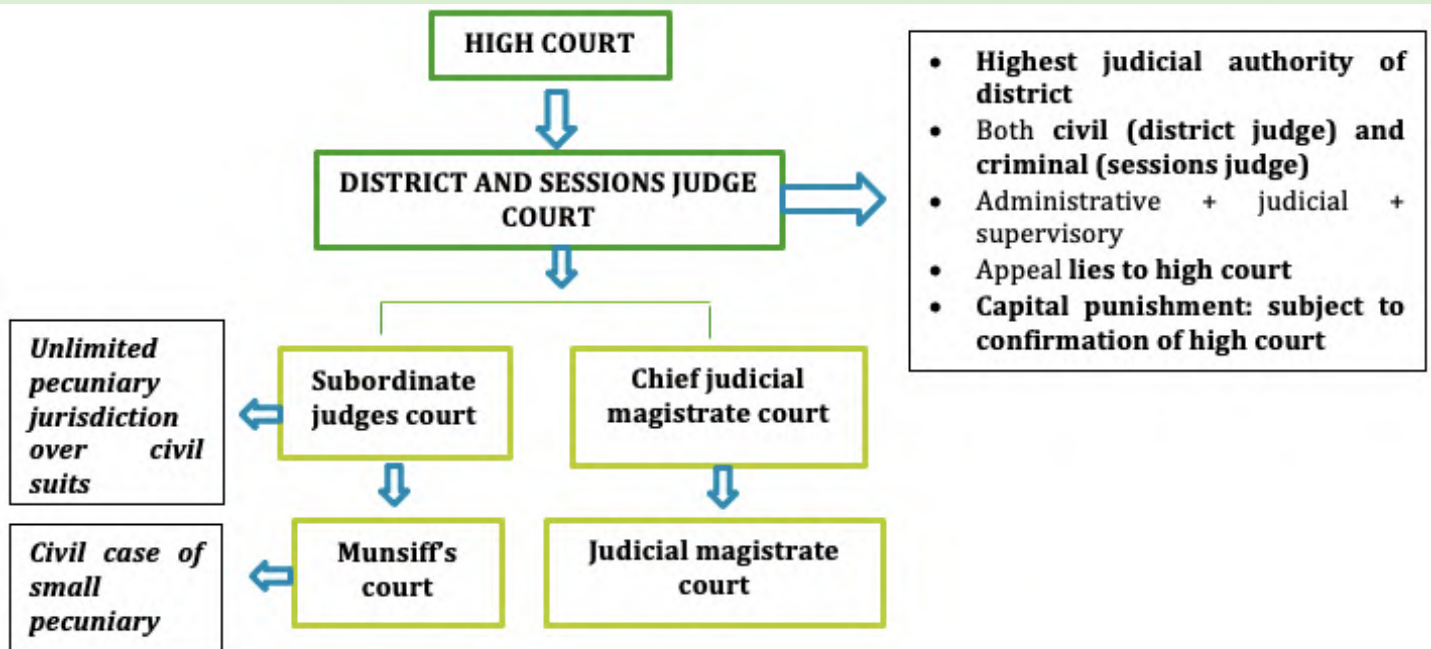 HIGH COURT
• Highest judicial authority of
district
• Both civil (district judge) and
criminal (sessions judge)
• Administrative + judicial +
supervisory
• Appeal lies to high court
• Capital punishment: subject to
confirmation of high court
DISTRICT AND SESSIONS JUDGE
COURT
Unlimited
pecuniary
jurisdiction
over civil
suits
Subordinate
judges court
Chief judicial
magistrate court
Civil case of
small
pecuniary
Munsiff's
court
Judicial magistrate
court